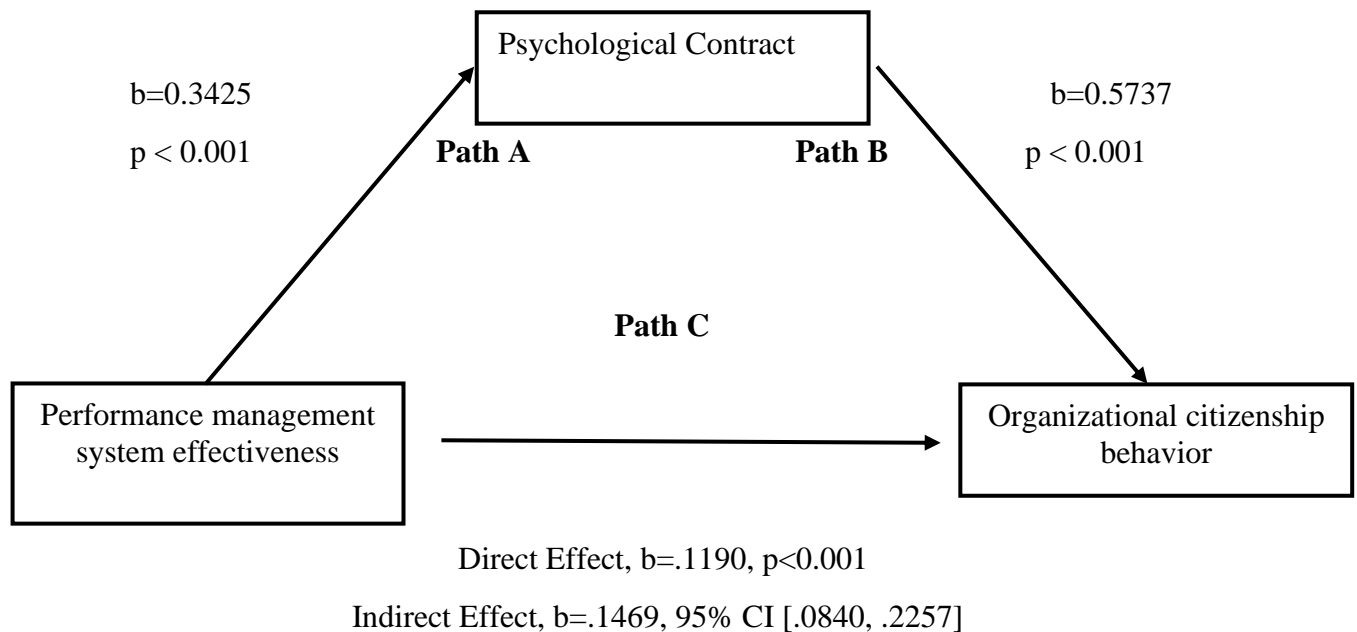 Psychological Contract
b=0.3425
p < 0.001
b=0.5737
p < 0.001
Path A
Path B
Path C
Performance management
system effectiveness
Organizational citizenship
behavior
Direct Effect, b=.1190, p<0.001
Indirect Effect, b=.1469, 95% CI [.0840, .2257]